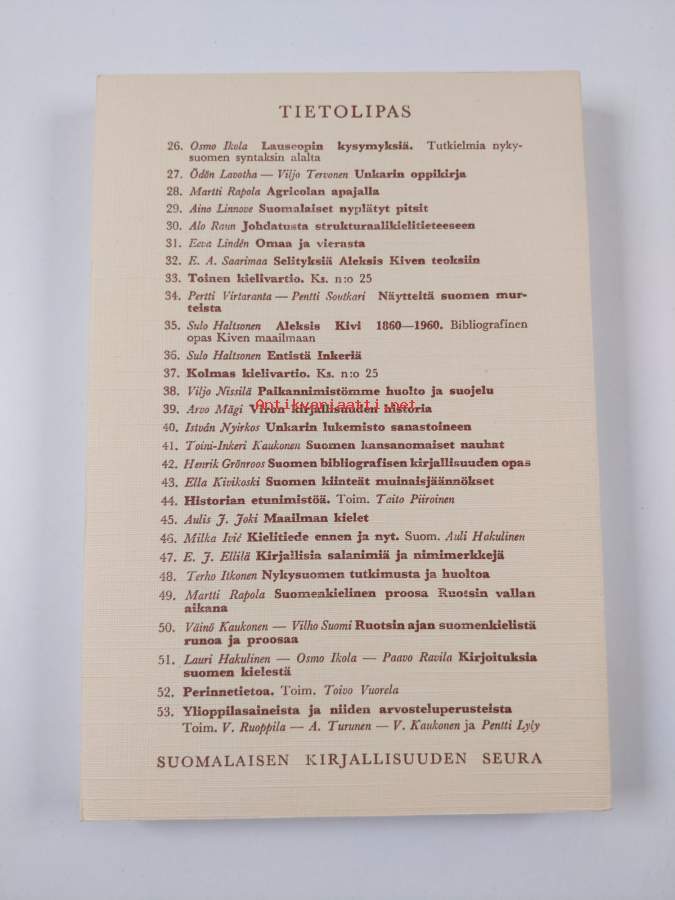 TIETOLIPAS
26. Osmo Ikola Lauseopin kysymyksiä. Tutkielmia nyky-
suomen syntaksin alalta
27. Ödön Lavotha — Viljo Tervonen Unkarin oppikirja
28. Martti Rapola Agricolan apajalla
29. Aino Linnove Suomalaiset nyplätyt pitsit
30. Alo Raun Johdatusta strukturaalikielitieteeseen
31. Eeva Lindén Omaa ja vierasta
32. E. A. Saarimaa Selityksiä Aleksis Kiven teoksiin
33. Toinen kielivartio. Ks. n:o 25
34. Pertti Virtaranta — Pentti Soutkari Näytteitä suomen mur-
teista
35. Sulo Haltsonen Aleksis Kivi 1860—1960. Bibliografinen
opas Kiven maailmaan
36. Sulo Haltsonen Entistä Inkeriä
37. Kolmas kielivartio. Ks. n:o 25
38. Viljo Nissilä Paikannimistömme huolto ja suojelu
Antikvariaatti.net
39. Arvo Mägi Viron kirjallisuuden historia
40. István Nyirkos Unkarin lukemisto sanastoineen
41. Toini-Inkeri Kaukonen Suomen kansanomaiset nauhat
42. Henrik Grönroos Suomen bibliografisen kirjallisuuden opas
43. Ella Kivikoski Suomen kiinteät muinaisjäännökset
44. Historian etunimistöä. Toim. Taito Piiroinen
45. Aulis J. Joki Maailman kielet
46. Milka Ivić Kielitiede ennen ja nyt. Suom. Auli Hakulinen
47. E. J. Ellilä Kirjallisia salanimiä ja nimimerkkejä
48. Terho Itkonen Nykysuomen tutkimusta ja huoltoa
49. Martti Rapola Suomenkielinen proosa Ruotsin vallan
aikana
50. Väinö Kaukonen — Vilho Suomi Ruotsin ajan suomenkielistä
runoa ja proosaa
51. Lauri Hakulinen — Osmo Ikola — Paavo Ravila Kirjoituksia
suomen kielestä
52. Perinnetietoa. Toim. Toivo Vuorela
53. Ylioppilasaineista ja niiden arvosteluperusteista
Toim. V. Ruoppila — A. Turunen — V. Kaukonen ja Pentti Lyly
SUOMALAISEN KIRJALLISUUDEN SEURA